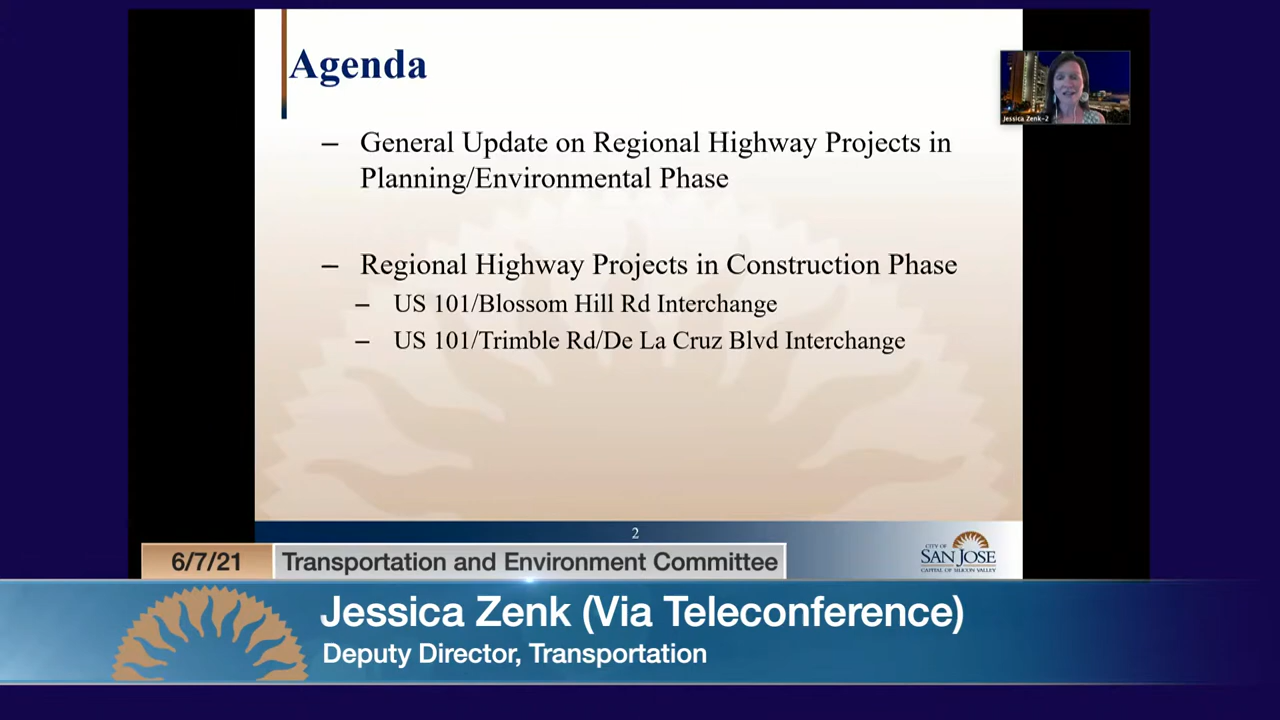 Agenda
Jessica Zenk-2
– General Update on Regional Highway Projects in
Planning/Environmental Phase
– Regional Highway Projects in Construction Phase
– US 101/Blossom Hill Rd Interchange
– US 101/Trimble Rd/De La Cruz Blvd Interchange
2
CITY OF
SAN JOSE
CAPITAL OF SILICON VALLEY
6/7/21 Transportation and Environment Committee
Jessica Zenk (Via Teleconference)
Deputy Director, Transportation